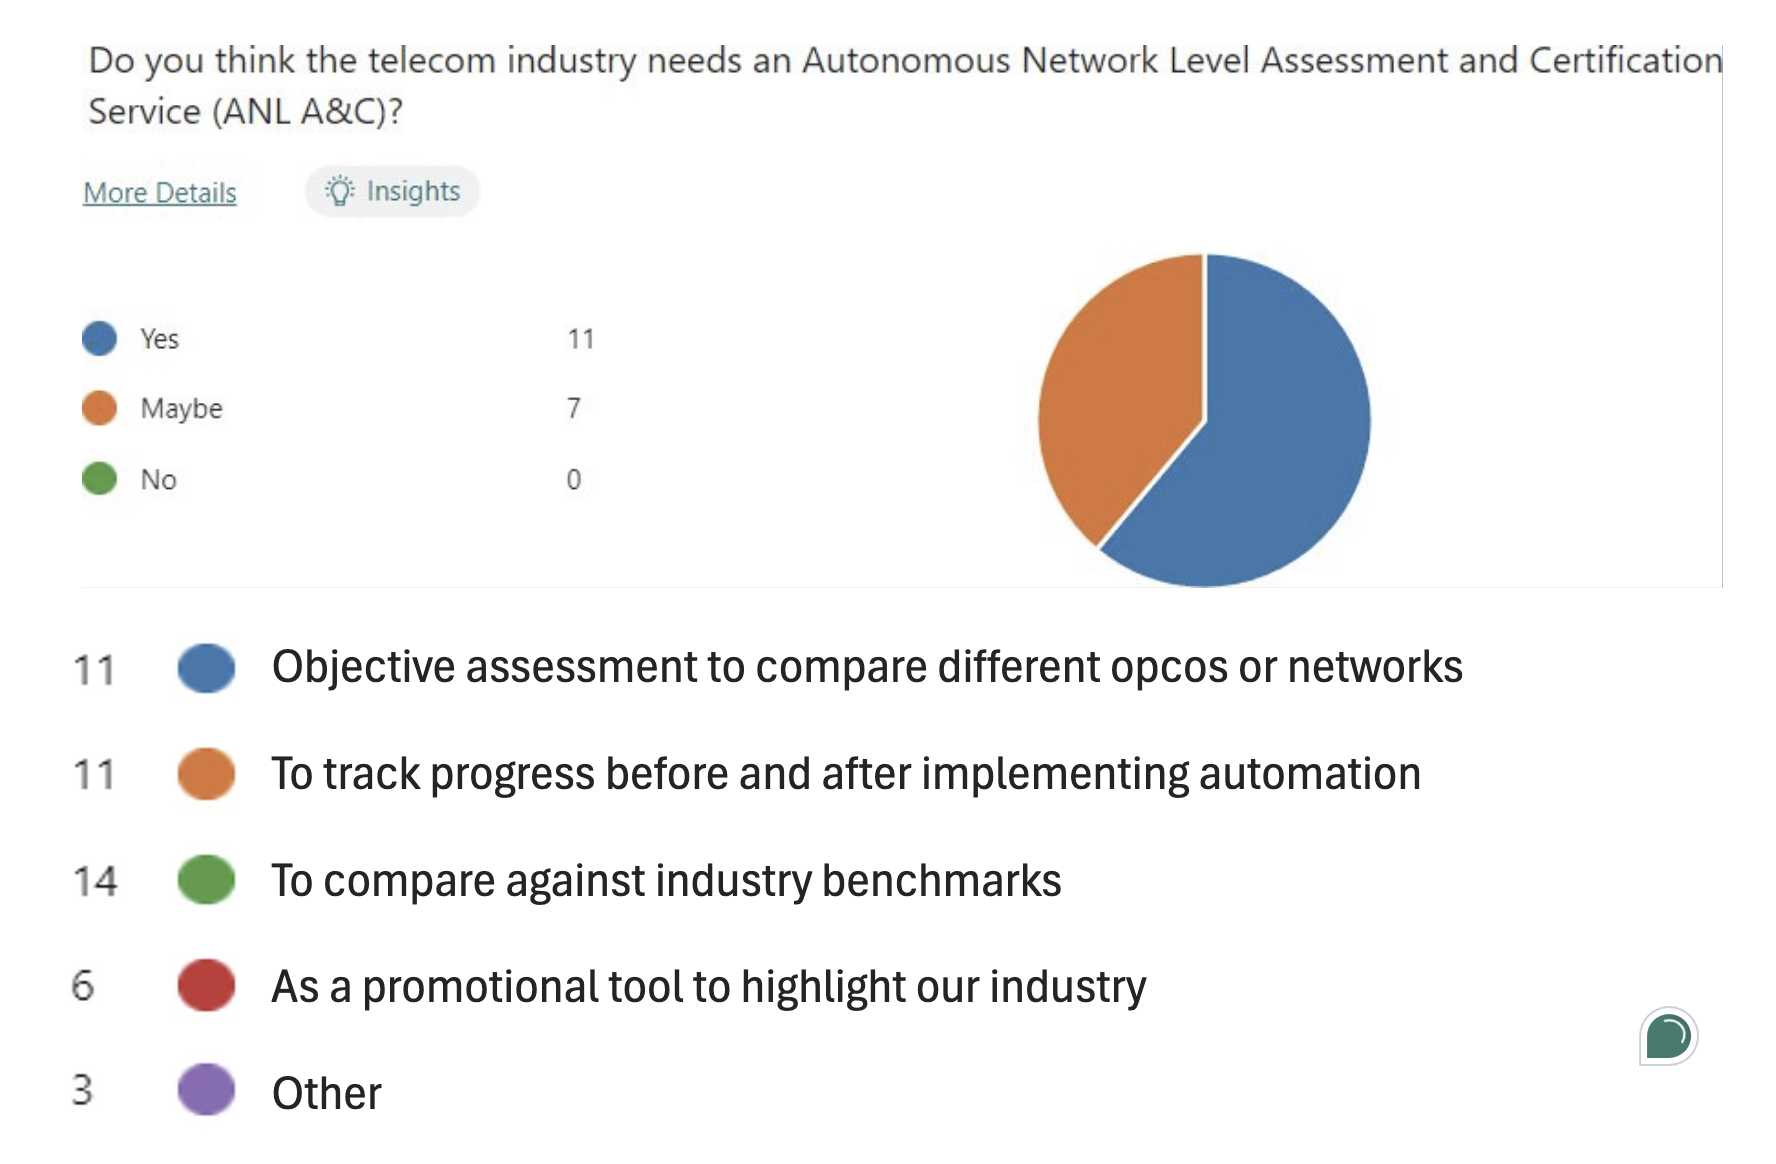 Do you think the telecom industry needs an Autonomous Network Level Assessment and Certification
Service (ANL A&C)?
More Details
Insights
Yes 11
Maybe 7
No 0
11 Objective assessment to compare different opcos or networks
11 To track progress before and after implementing automation
14 To compare against industry benchmarks
6 As a promotional tool to highlight our industry
3 Other